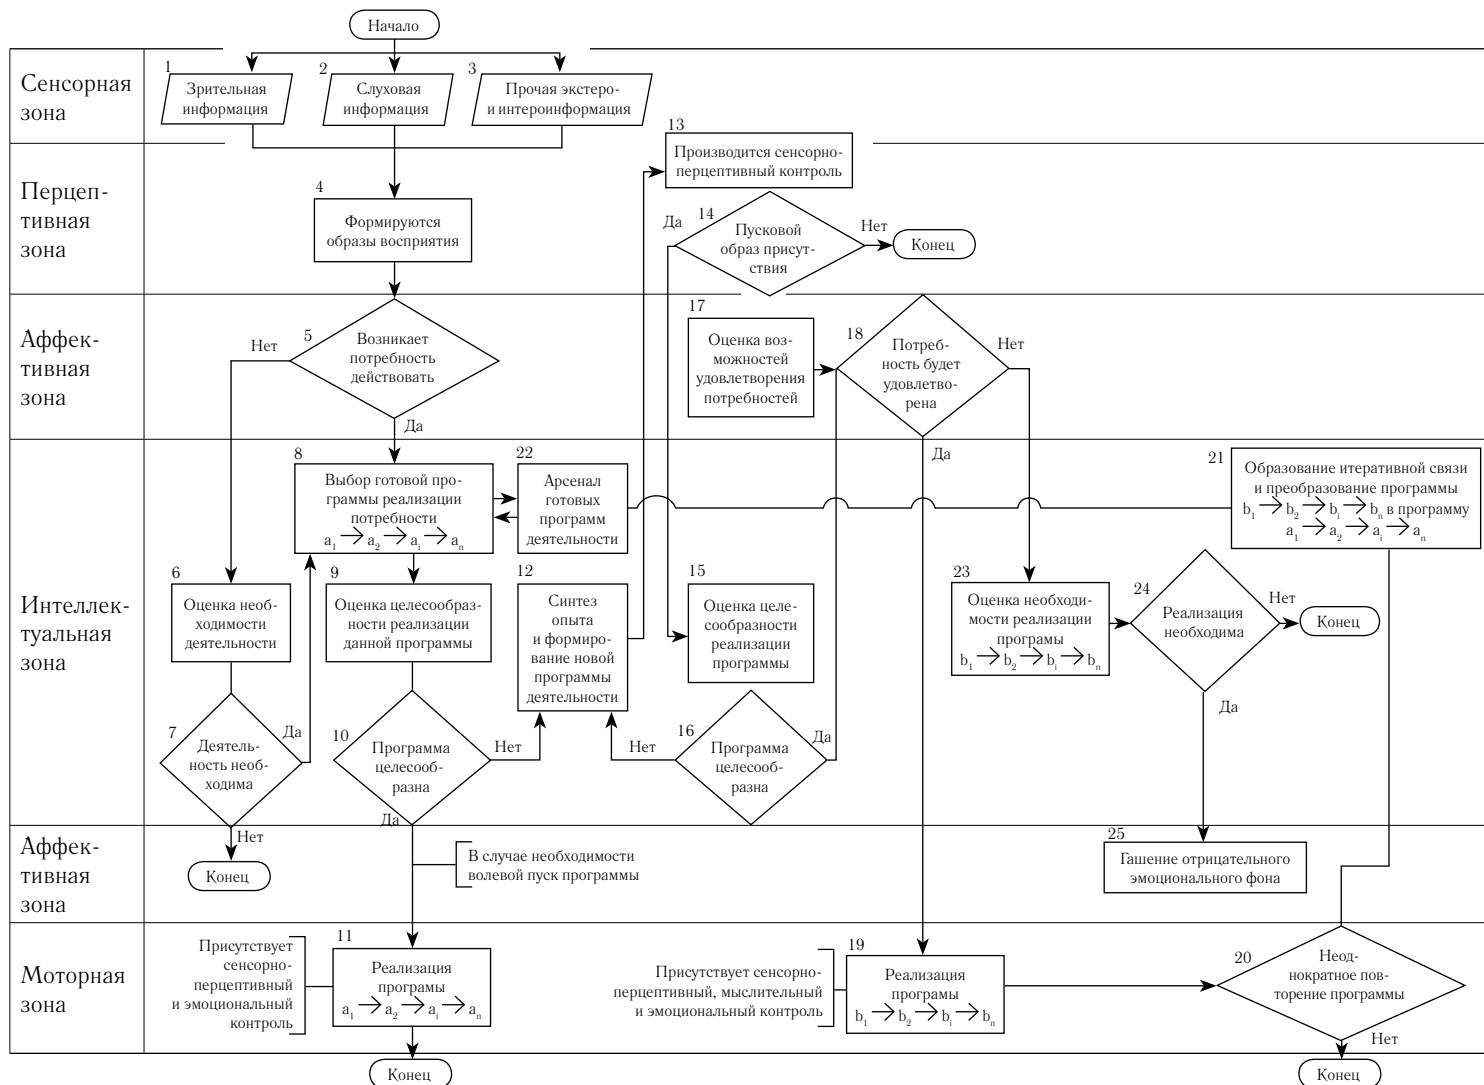 Начало
Сенсорная
зона
1
Зрительная
информация
2
Слуховая
информация
3
Прочая экстеро-
и интероинформация
Перцеп-
тивная
зона
4
Формируются
образы восприятия
13
Производится сенсорно-
перцептивный контроль
Да
14
Пусковой
образ присут-
ствия
Нет
Конец
Аффек-
тивная
зона
Нет
5
Возникает
потребность
действовать
Да
17
Оценка воз-
можностей
удовлетворения
потребностей
18
Потреб-
ность будет
удовлетво-
рена
Нет
Да
Интеллек-
туальная
зона
8
Выбор готовой про-
граммы реализации
потребности
a₁ → a₂ → aᵢ → aₙ
22
Арсенал
готовых
программ
деятельности
21
Образование итеративной связи
и преобразование программы
b₁ → b₂ → bᵢ → bₙ в программу
a₁ → a₂ → aᵢ → aₙ
6
Оценка необ-
ходимости
деятельности
9
Оценка целесообраз-
ности реализации
данной программы
12
Синтез
опыта
и формиро-
вание новой
программы
деятельности
15
Оценка целе-
сообразности
реализации
программы
23
Оценка необходи-
мости реализации
програмы
b₁ → b₂ → bᵢ → bₙ
24
Реализация
необходима
Нет
Конец
Да
7
Деятель-
ность необ-
ходима
Да
Нет
10
Программа
целесооб-
разна
Нет
Да
16
Нет
Программа
целесооб-
разна
Да
Аффек-
тивная
зона
Конец
В случае необходимости
волевой пуск программы
25
Гашение отрицательного
эмоционального фона
Моторная
зона
Присутствует
сенсорно-
перцептивный
и эмоциональный
контроль
11
Реализация
програмы
a₁ → a₂ → aᵢ → aₙ
Присутствует сенсорно-
перцептивный, мыслительный
и эмоциональный контроль
19
Реализация
програмы
b₁ → b₂ → bᵢ → bₙ
20
Неод-
нократное пов-
торение программы
Нет
Конец
Конец